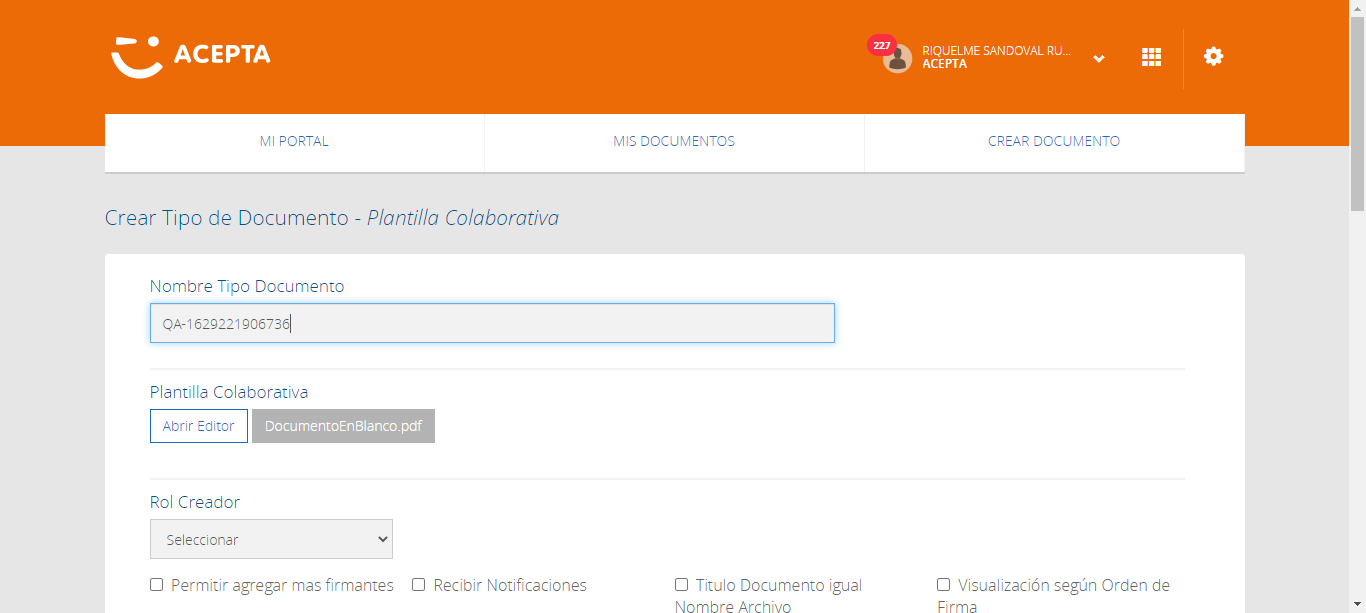 ACEPTA
227
RIQUELME SANDOVAL RU...
ACEPTA
MI PORTAL
MIS DOCUMENTOS
CREAR DOCUMENTO
Crear Tipo de Documento - Plantilla Colaborativa
Nombre Tipo Documento
QA-1629221906736
Plantilla Colaborativa
Abrir Editor
DocumentoEnBlanco.pdf
Rol Creador
Seleccionar
Permitir agregar mas firmantes
Recibir Notificaciones
Titulo Documento igual
Nombre Archivo
Visualización según Orden de
Firma